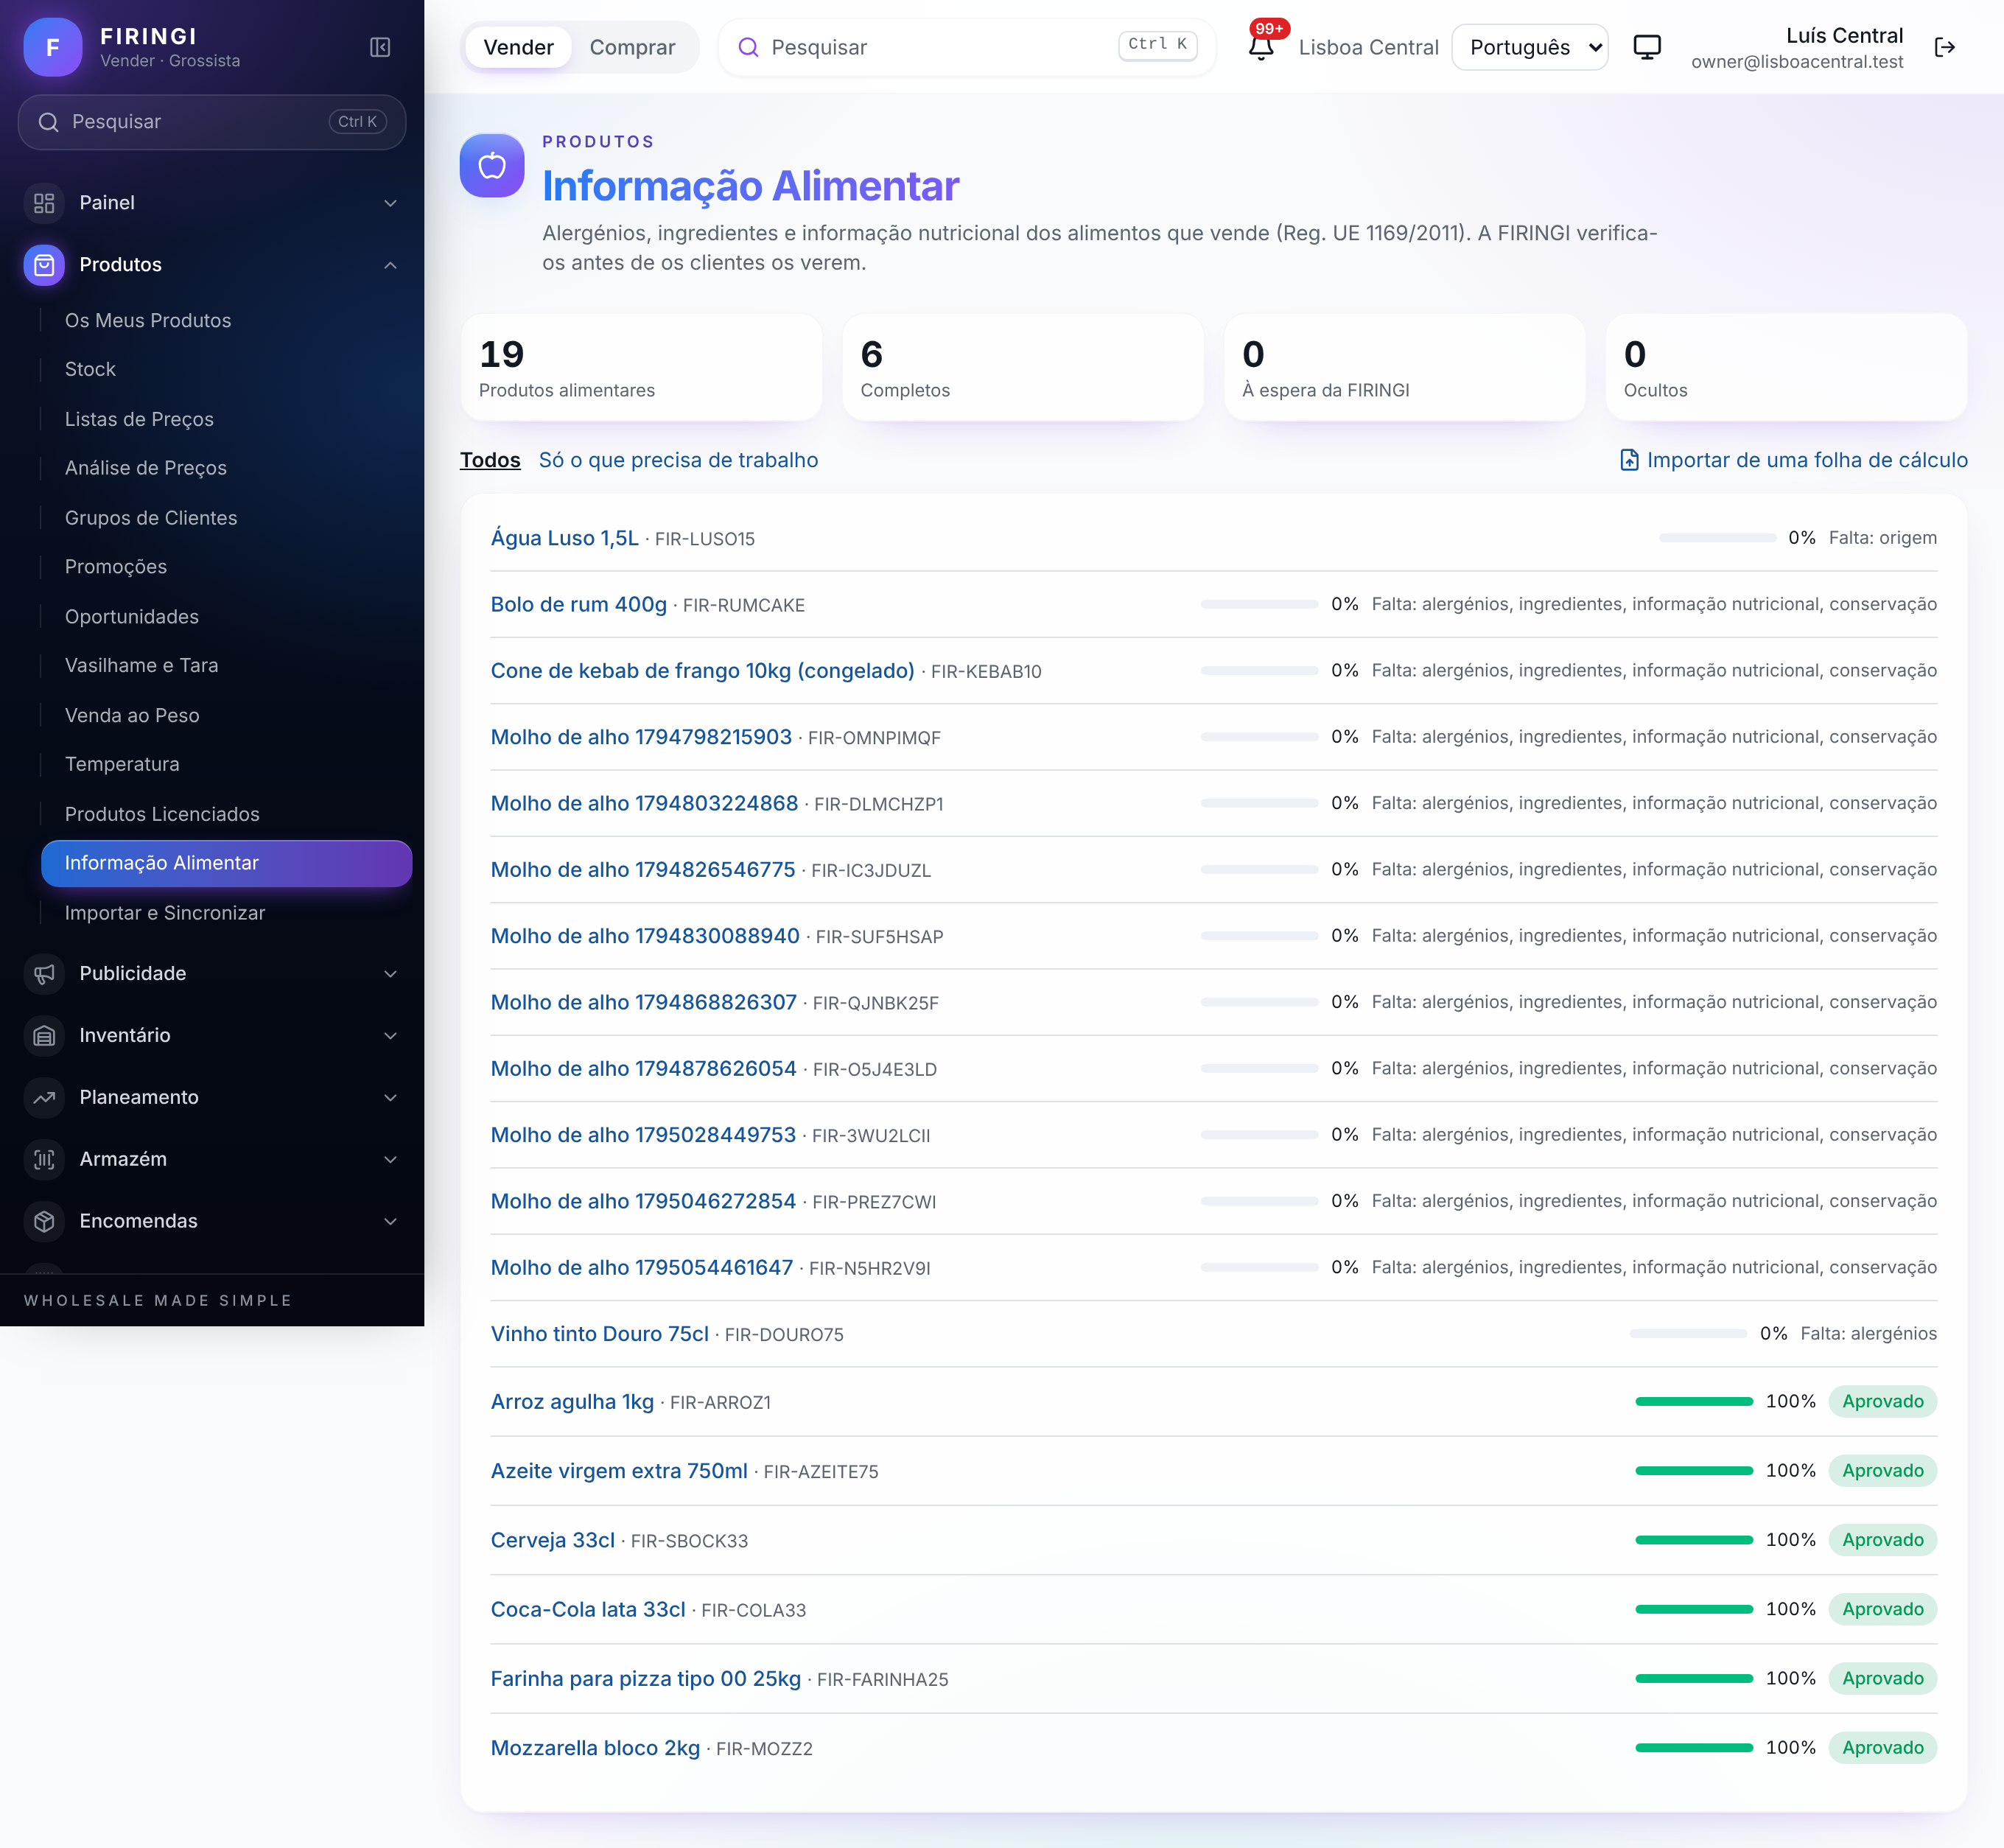 F
FIRINGI
Vender · Grossista
Pesquisar
Ctrl K
Painel
Produtos
Os Meus Produtos
Stock
Listas de Preços
Análise de Preços
Grupos de Clientes
Promoções
Oportunidades
Vasilhame e Tara
Venda ao Peso
Temperatura
Produtos Licenciados
Informação Alimentar
Importar e Sincronizar
Publicidade
Inventário
Planeamento
Armazém
Encomendas
WHOLESALE MADE SIMPLE
Vender
Comprar
Pesquisar
Ctrl K
99+
Lisboa Central
Português
Luís Central
owner@lisboacentral.test
PRODUTOS
Informação Alimentar
Alergénios, ingredientes e informação nutricional dos alimentos que vende (Reg. UE 1169/2011). A FIRINGI verifica-
os antes de os clientes os verem.
19
Produtos alimentares
6
Completos
0
À espera da FIRINGI
0
Ocultos
Todos
Só o que precisa de trabalho
Importar de uma folha de cálculo
Água Luso 1,5L · FIR-LUSO15 0% Falta: origem
Bolo de rum 400g · FIR-RUMCAKE 0% Falta: alergénios, ingredientes, informação nutricional, conservação
Cone de kebab de frango 10kg (congelado) · FIR-KEBAB10 0% Falta: alergénios, ingredientes, informação nutricional, conservação
Molho de alho 1794798215903 · FIR-OMNPIMQF 0% Falta: alergénios, ingredientes, informação nutricional, conservação
Molho de alho 1794803224868 · FIR-DLMCHZP1 0% Falta: alergénios, ingredientes, informação nutricional, conservação
Molho de alho 1794826546775 · FIR-IC3JDUZL 0% Falta: alergénios, ingredientes, informação nutricional, conservação
Molho de alho 1794830088940 · FIR-SUF5HSAP 0% Falta: alergénios, ingredientes, informação nutricional, conservação
Molho de alho 1794868826307 · FIR-QJNBK25F 0% Falta: alergénios, ingredientes, informação nutricional, conservação
Molho de alho 1794878626054 · FIR-O5J4E3LD 0% Falta: alergénios, ingredientes, informação nutricional, conservação
Molho de alho 1795028449753 · FIR-3WU2LCII 0% Falta: alergénios, ingredientes, informação nutricional, conservação
Molho de alho 1795046272854 · FIR-PREZ7CWI 0% Falta: alergénios, ingredientes, informação nutricional, conservação
Molho de alho 1795054461647 · FIR-N5HR2V9I 0% Falta: alergénios, ingredientes, informação nutricional, conservação
Vinho tinto Douro 75cl · FIR-DOURO75 0% Falta: alergénios
Arroz agulha 1kg · FIR-ARROZ1 100% Aprovado
Azeite virgem extra 750ml · FIR-AZEITE75 100% Aprovado
Cerveja 33cl · FIR-SBOCK33 100% Aprovado
Coca-Cola lata 33cl · FIR-COLA33 100% Aprovado
Farinha para pizza tipo 00 25kg · FIR-FARINHA25 100% Aprovado
Mozzarella bloco 2kg · FIR-MOZZ2 100% Aprovado